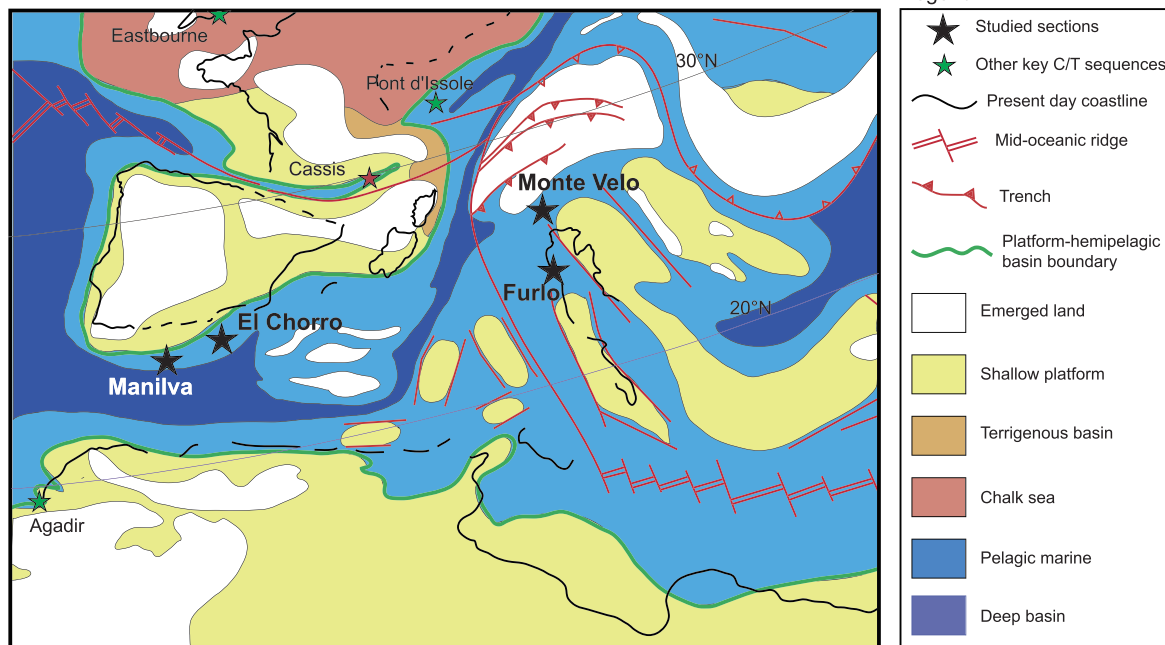 Eastbourne
Pont d'Issole
30°N
Cassis
Monte Velo
Furlo
20°N
El Chorro
Manilva
Agadir
Studied sections
Other key C/T sequences
Present day coastline
Mid-oceanic ridge
Trench
Platform-hemipelagic
basin boundary
Emerged land
Shallow platform
Terrigenous basin
Chalk sea
Pelagic marine
Deep basin